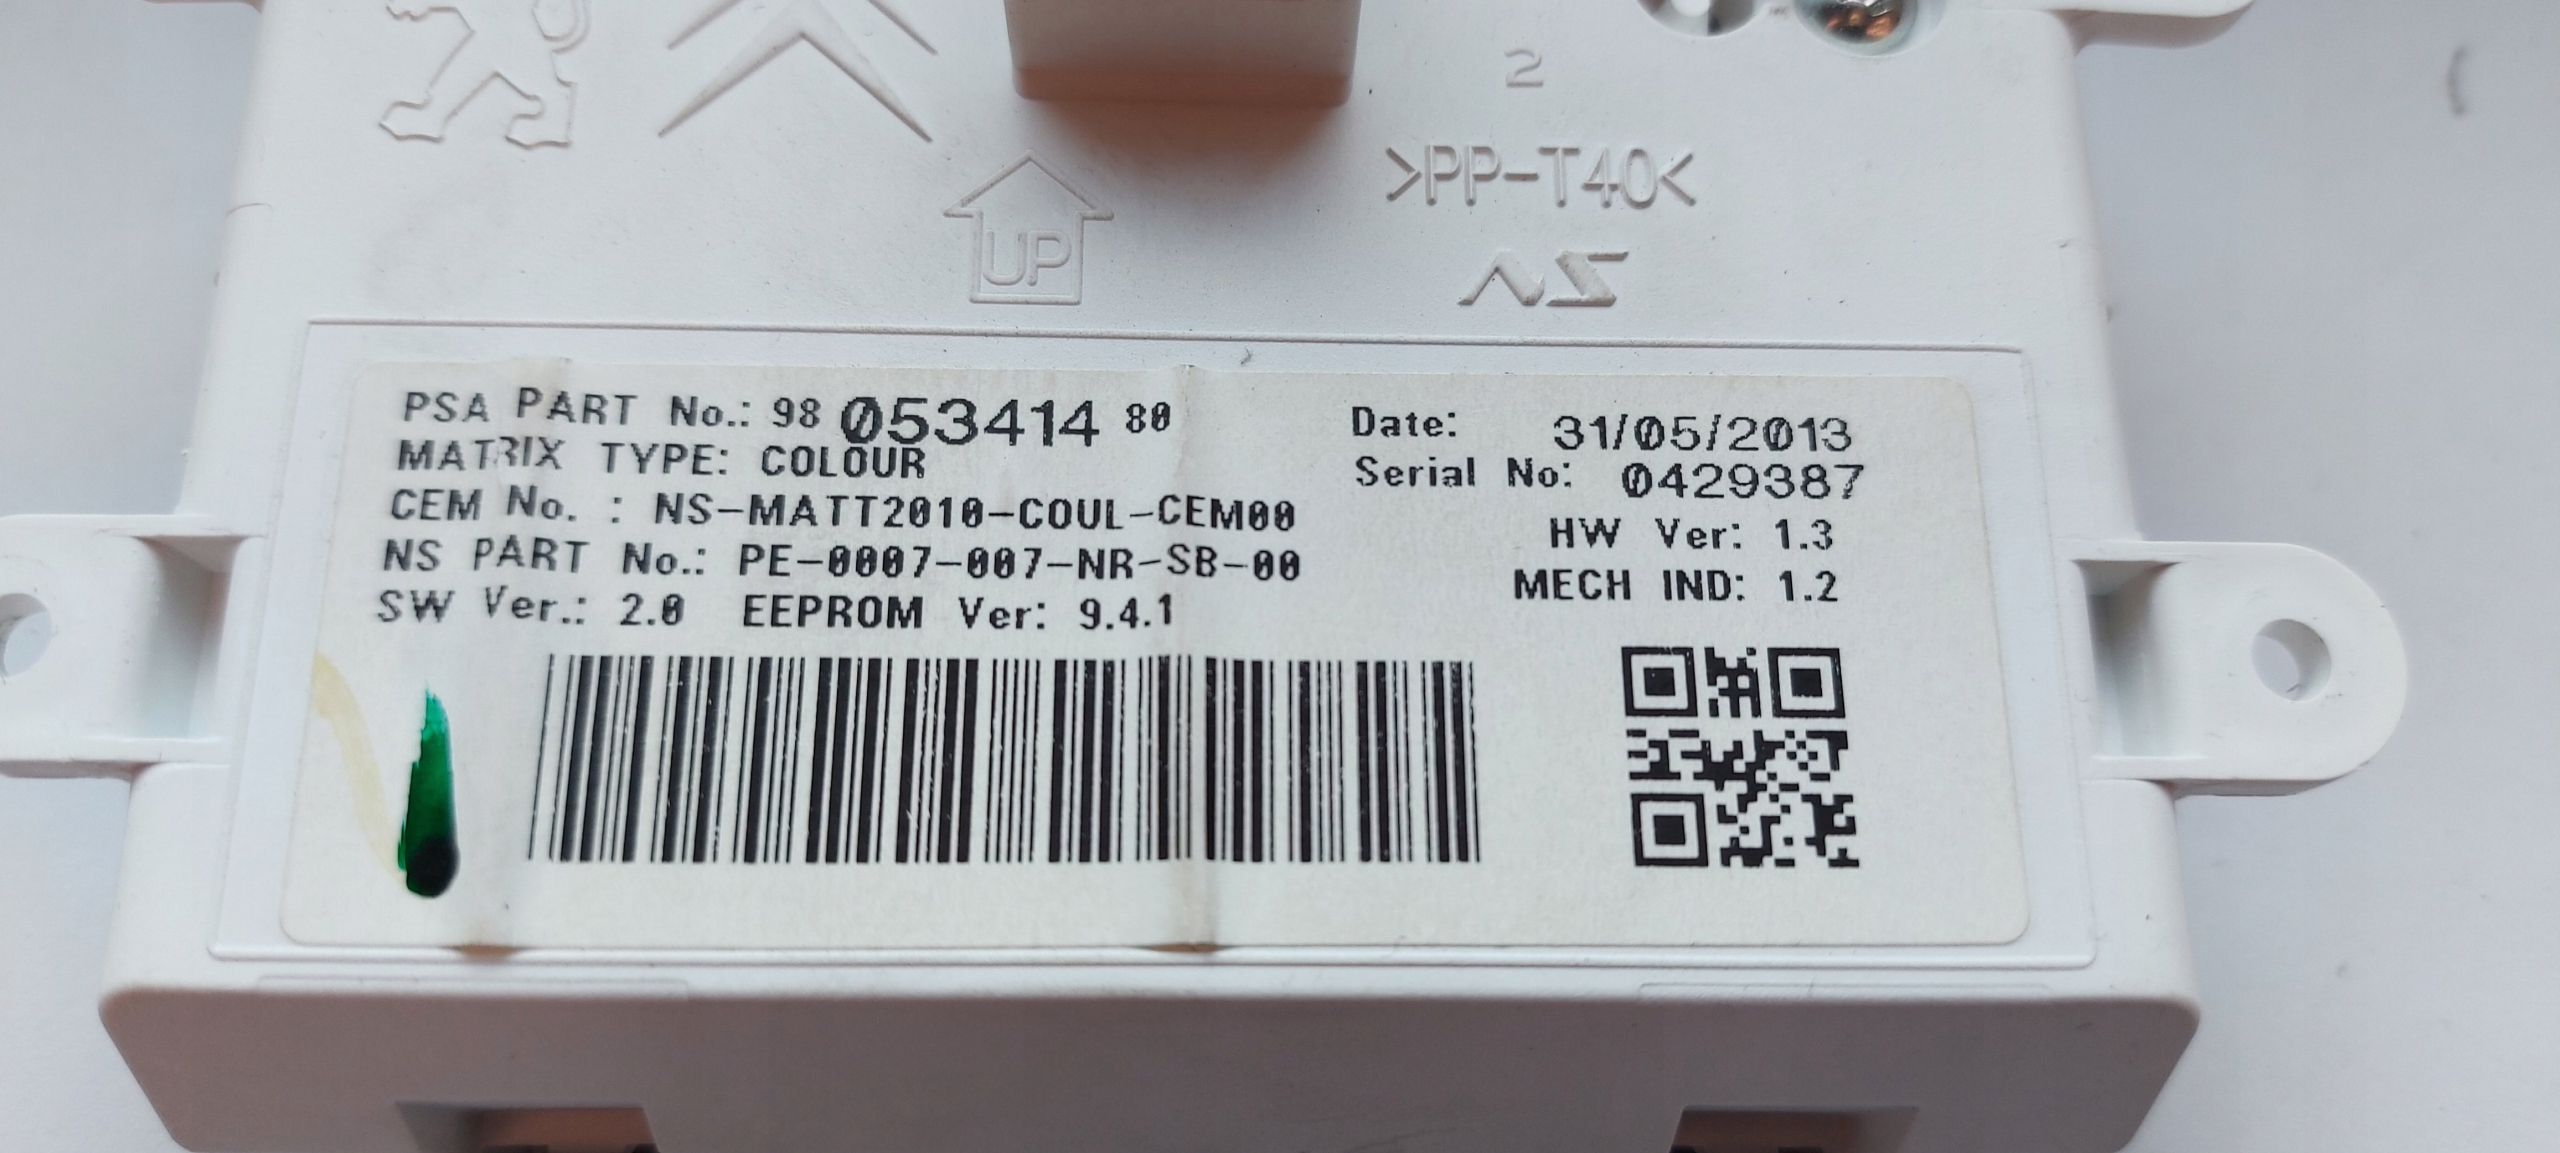 2
>PP-T40<
UP
NS
PSA PART No.: 98 053414 80
MATRIX TYPE: COLOUR
CEM No. : NS-MATT2010-COUL-CEM00
NS PART No.: PE-0007-007-NR-SB-00
SW Ver.: 2.0 EEPROM Ver: 9.4.1
Date: 31/05/2013
Serial No: 0429387
HW Ver: 1.3
MECH IND: 1.2